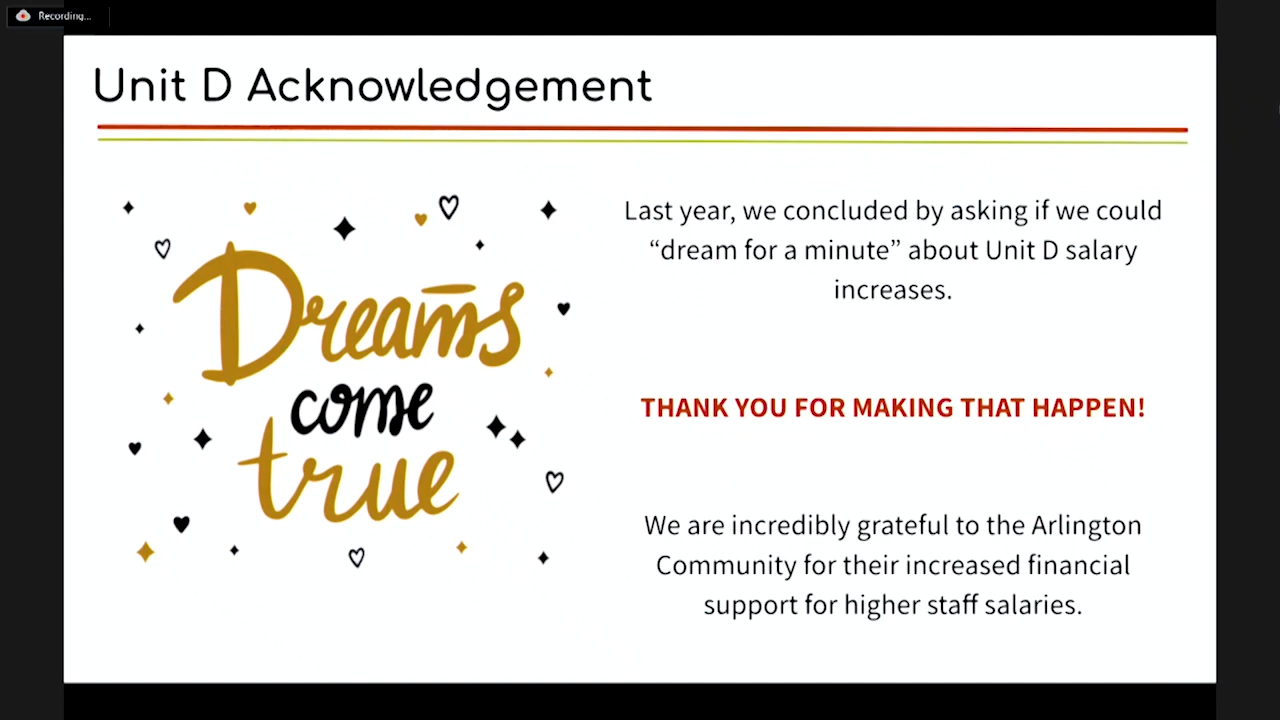 Recording...
Unit D Acknowledgement
Dreams
come
true
Last year, we concluded by asking if we could
“dream for a minute” about Unit D salary
increases.
THANK YOU FOR MAKING THAT HAPPEN!
We are incredibly grateful to the Arlington
Community for their increased financial
support for higher staff salaries.